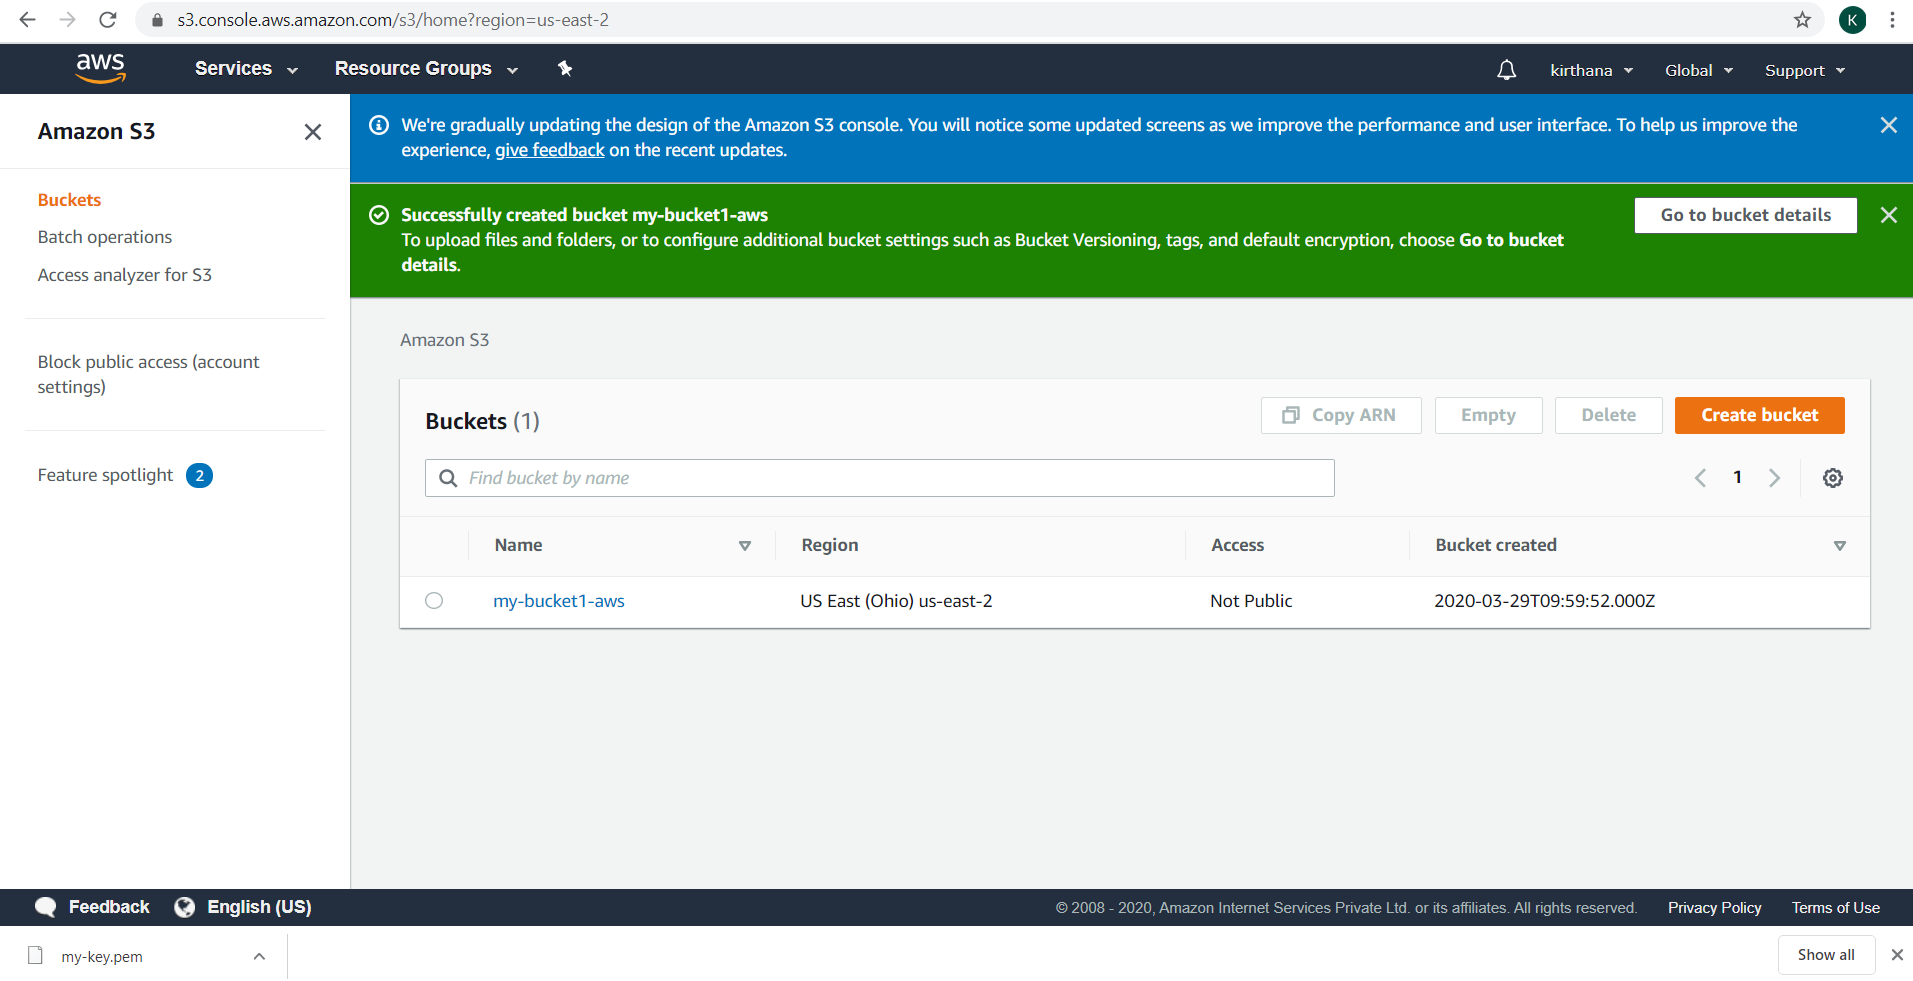 s3.console.aws.amazon.com/s3/home?region=us-east-2
K
aws
Services
Resource Groups
kirthana
Global
Support
Amazon S3
Buckets
Batch operations
Access analyzer for S3
Block public access (account
settings)
Feature spotlight 2
We're gradually updating the design of the Amazon S3 console. You will notice some updated screens as we improve the performance and user interface. To help us improve the
experience, give feedback on the recent updates.
Successfully created bucket my-bucket1-aws
To upload files and folders, or to configure additional bucket settings such as Bucket Versioning, tags, and default encryption, choose Go to bucket
details.
Go to bucket details
Amazon S3
Buckets (1)
Copy ARN
Empty
Delete
Create bucket
Find bucket by name
1
Name
Region
Access
Bucket created
my-bucket1-aws
US East (Ohio) us-east-2
Not Public
2020-03-29T09:59:52.000Z
Feedback
English (US)
© 2008 - 2020, Amazon Internet Services Private Ltd. or its affiliates. All rights reserved.
Privacy Policy
Terms of Use
my-key.pem
Show all